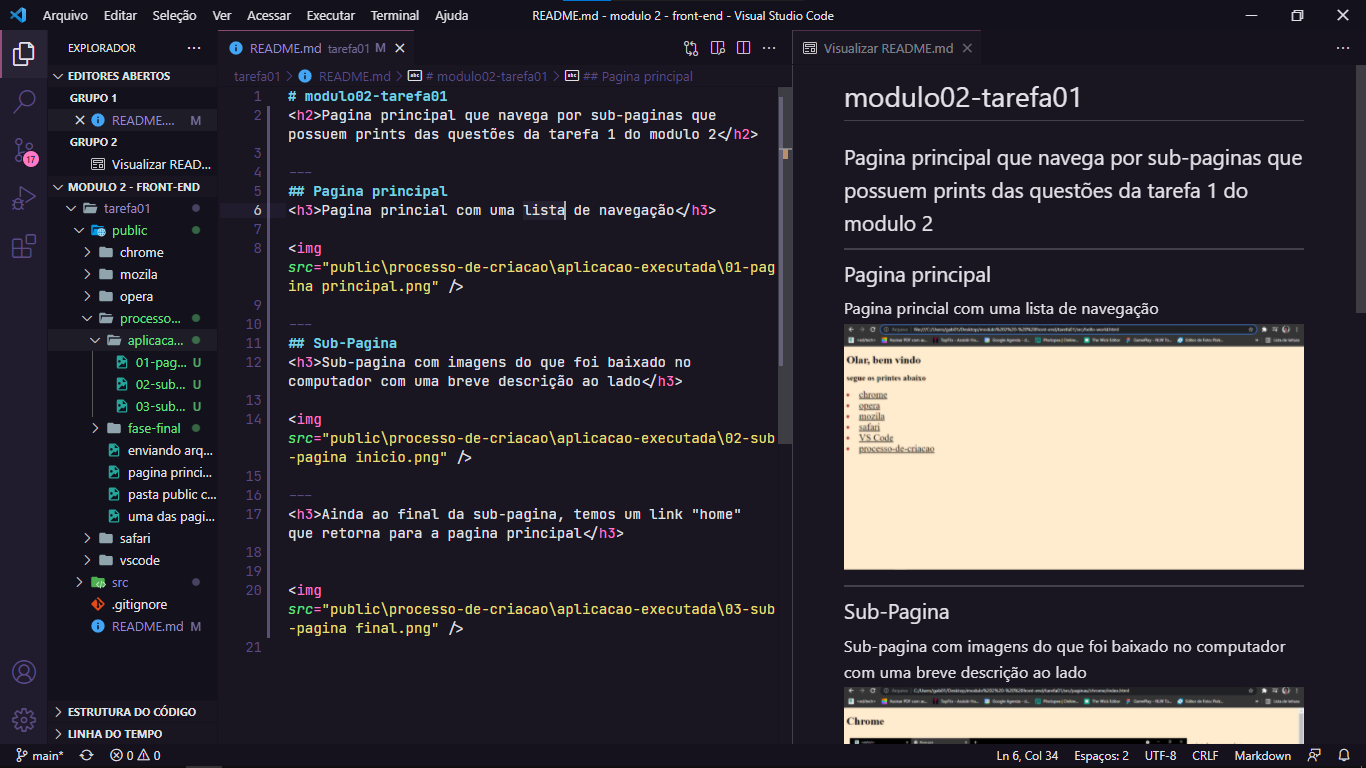 Arquivo Editar Seleção Ver Acessar Executar Terminal Ajuda
README.md - modulo 2 - front-end - Visual Studio Code
EXPLORADOR
EDITORES ABERTOS
GRUPO 1
README.... M
GRUPO 2
Visualizar READ...
MODULO 2 - FRONT-END
tarefa01
public
chrome
mozila
opera
processo...
aplicaca...
01-pag... U
02-sub... U
03-sub... U
fase-final
enviando arq...
pagina princi...
pasta public c...
uma das pagi...
safari
vscode
src
.gitignore
README.md M
ESTRUTURA DO CÓDIGO
LINHA DO TEMPO
17
README.md tarefa01 M
tarefa01 > README.md > # modulo02-tarefa01 > ## Pagina principal
1 # modulo02-tarefa01
2 <h2>Pagina principal que navega por sub-paginas que
possuem prints das questões da tarefa 1 do modulo 2</h2>
3
4 ---
5 ## Pagina principal
6 <h3>Pagina princial com uma lista de navegação</h3>
7
8 <img
src="public\processo-de-criacao\aplicacao-executada\01-pag
ina principal.png" />
9
10 ---
11 ## Sub-Pagina
12 <h3>Sub-pagina com imagens do que foi baixado no
computador com uma breve descrição ao lado</h3>
13
14 <img
src="public\processo-de-criacao\aplicacao-executada\02-sub
-pagina inicio.png" />
15
16 ---
17 <h3>Ainda ao final da sub-pagina, temos um link "home"
que retorna para a pagina principal</h3>
18
19
20 <img
src="public\processo-de-criacao\aplicacao-executada\03-sub
-pagina final.png" />
21
Visualizar README.md
modulo02-tarefa01
Pagina principal que navega por sub-paginas que
possuem prints das questões da tarefa 1 do
modulo 2
Pagina principal
Pagina princial com uma lista de navegação
Olar, bem vindo
segue os printes abaixo
chrome
opera
mozila
safari
VS Code
processo-de-criacao
Sub-Pagina
Sub-pagina com imagens do que foi baixado no computador
com uma breve descrição ao lado
Chrome
main* 0 0
Ln 6, Col 34 Espaços: 2 UTF-8 CRLF Markdown